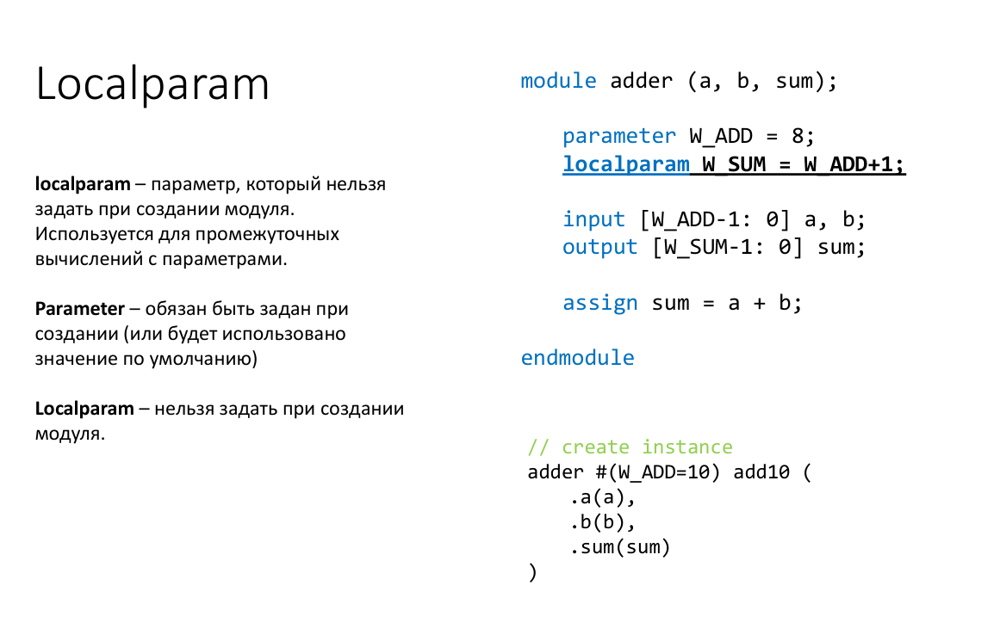 Localparam
localparam – параметр, который нельзя
задать при создании модуля.
Используется для промежуточных
вычислений с параметрами.
Parameter – обязан быть задан при
создании (или будет использовано
значение по умолчанию)
Localparam – нельзя задать при создании
модуля.
module adder (a, b, sum);
parameter W_ADD = 8;
localparam W_SUM = W_ADD+1;
input [W_ADD-1: 0] a, b;
output [W_SUM-1: 0] sum;
assign sum = a + b;
endmodule
// create instance
adder #(W_ADD=10) add10 (
.a(a),
.b(b),
.sum(sum)
)